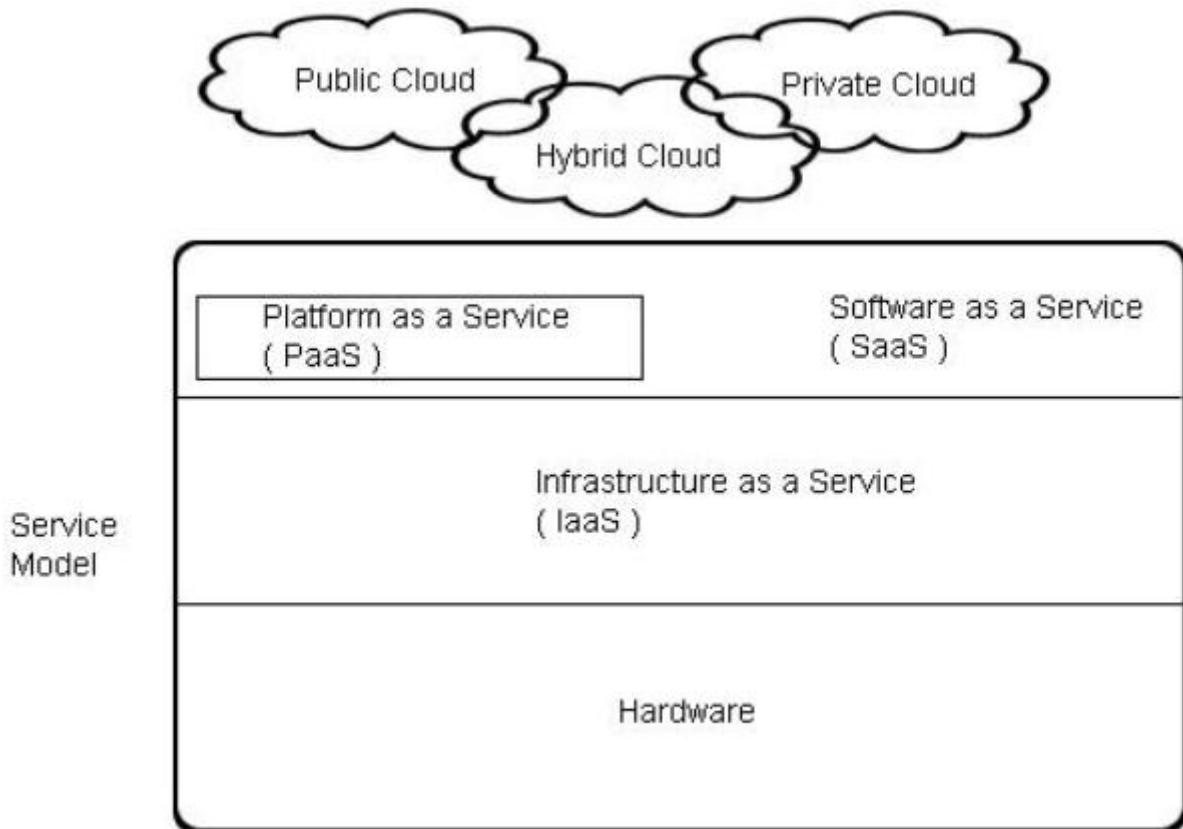 Public Cloud
Private Cloud
Hybrid Cloud
Platform as a Service
( PaaS )
Software as a Service
( SaaS )
Infrastructure as a Service
( IaaS )
Service
Model
Hardware